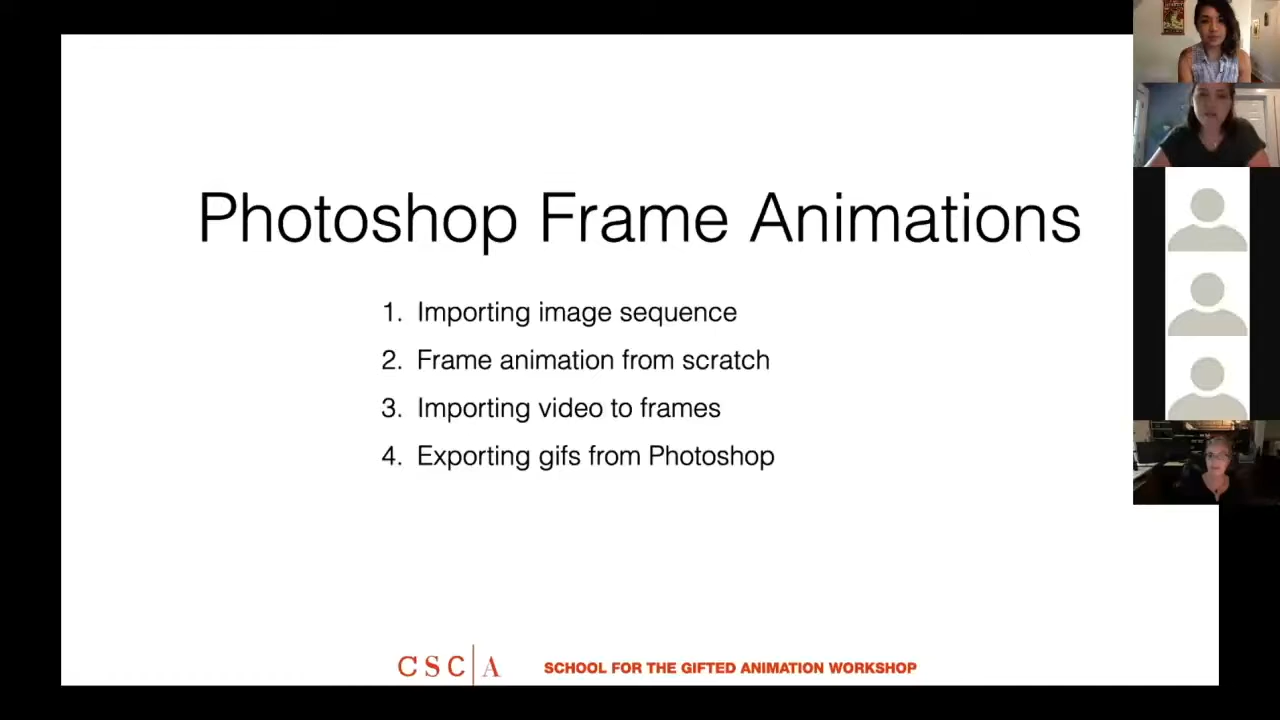 Photoshop Frame Animations
1. Importing image sequence
2. Frame animation from scratch
3. Importing video to frames
4. Exporting gifs from Photoshop
CSC|A SCHOOL FOR THE GIFTED ANIMATION WORKSHOP